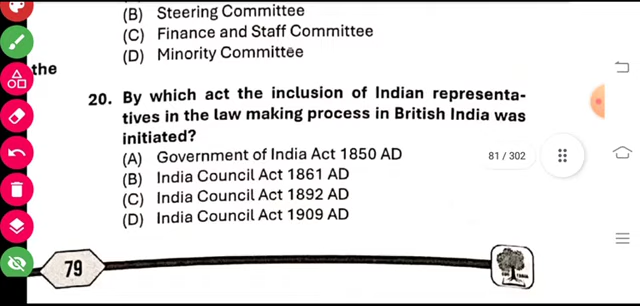 (B) Steering Committee
(C) Finance and Staff Committee
(D) Minority Committee
the
20. By which act the inclusion of Indian representa-
tives in the law making process in British India was
initiated?
(A) Government of India Act 1850 AD
81 / 302
(B) India Council Act 1861 AD
(C) India Council Act 1892 AD
(D) India Council Act 1909 AD
79